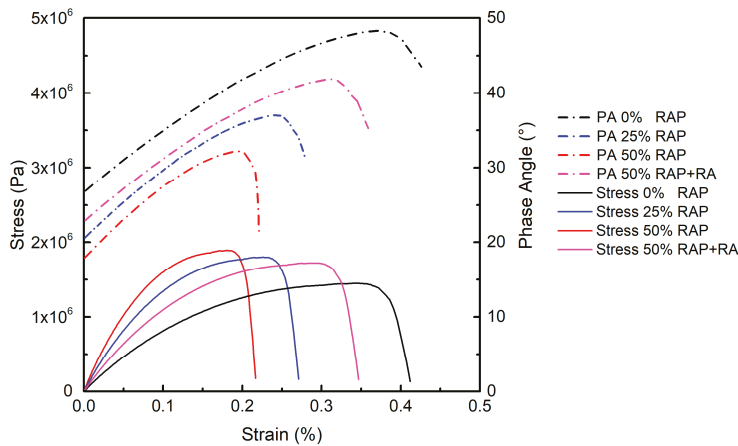 5x10⁶
4x10⁶
3x10⁶
2x10⁶
1x10⁶
0
Stress (Pa)
50
40
30
20
10
0
Phase Angle (°)
0.0 0.1 0.2 0.3 0.4 0.5
Strain (%)
PA 0% RAP
PA 25% RAP
PA 50% RAP
PA 50% RAP+RA
Stress 0% RAP
Stress 25% RAP
Stress 50% RAP
Stress 50% RAP+RA